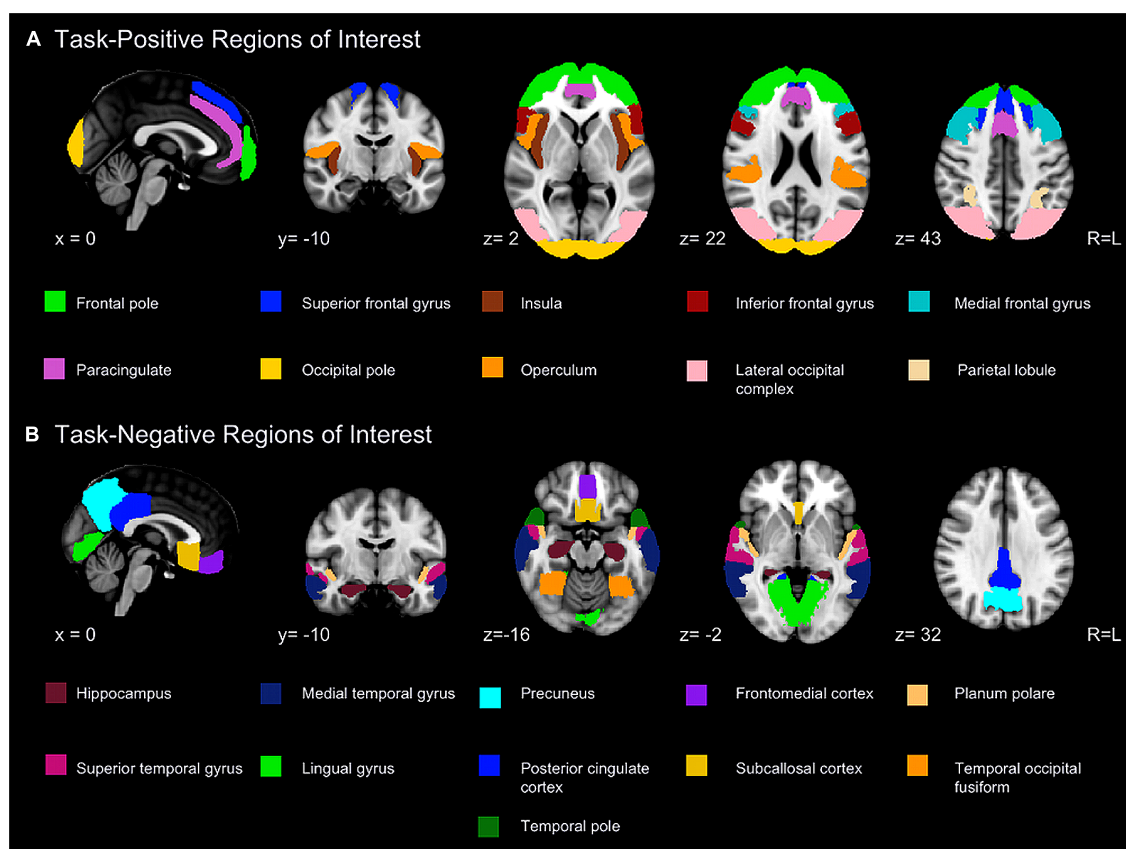 A Task-Positive Regions of Interest
x = 0 y= -10 z= 2 z= 22 z= 43 R=L
Frontal pole Superior frontal gyrus Insula Inferior frontal gyrus Medial frontal gyrus
Paracingulate Occipital pole Operculum Lateral occipital Parietal lobule
complex
B Task-Negative Regions of Interest
x = 0 y= -10 z=-16 z= -2 z= 32 R=L
Hippocampus Medial temporal gyrus Precuneus Frontomedial cortex Planum polare
Superior temporal gyrus Lingual gyrus Posterior cingulate Subcallosal cortex Temporal occipital
cortex fusiform
Temporal pole